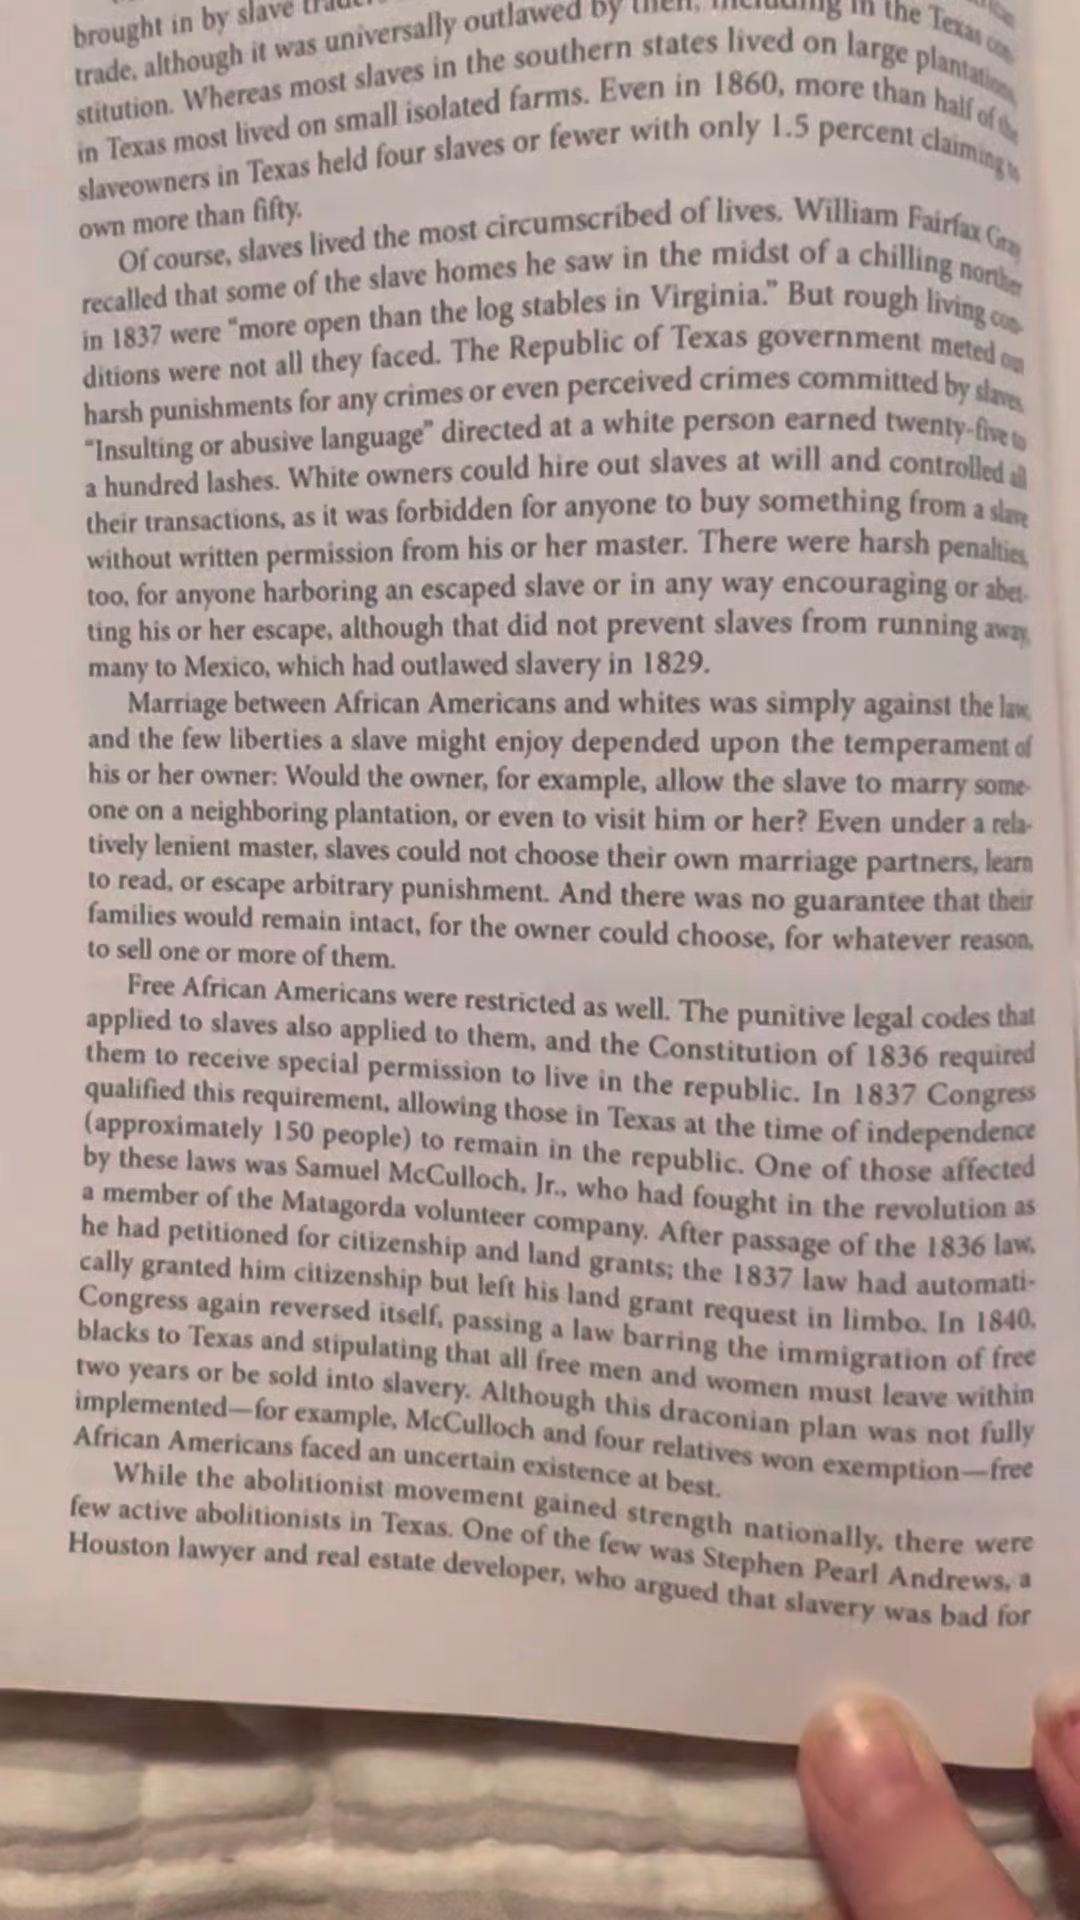 brought in by slave
trade, although it was universally outlawed by then, including in the Texas con-
stitution. Whereas most slaves in the southern states lived on large plantations,
in Texas most lived on small isolated farms. Even in 1860, more than half of the
slaveowners in Texas held four slaves or fewer with only 1.5 percent claiming to
own more than fifty.
Of course, slaves lived the most circumscribed of lives. William Fairfax Gray
recalled that some of the slave homes he saw in the midst of a chilling norther
in 1837 were “more open than the log stables in Virginia.” But rough living con-
ditions were not all they faced. The Republic of Texas government meted out
harsh punishments for any crimes or even perceived crimes committed by slaves.
“Insulting or abusive language” directed at a white person earned twenty-five to
a hundred lashes. White owners could hire out slaves at will and controlled all
their transactions, as it was forbidden for anyone to buy something from a slave
without written permission from his or her master. There were harsh penalties,
too, for anyone harboring an escaped slave or in any way encouraging or abet-
ting his or her escape, although that did not prevent slaves from running away,
many to Mexico, which had outlawed slavery in 1829.
Marriage between African Americans and whites was simply against the law,
and the few liberties a slave might enjoy depended upon the temperament of
his or her owner: Would the owner, for example, allow the slave to marry some-
one on a neighboring plantation, or even to visit him or her? Even under a rela-
tively lenient master, slaves could not choose their own marriage partners, learn
to read, or escape arbitrary punishment. And there was no guarantee that their
families would remain intact, for the owner could choose, for whatever reason,
to sell one or more of them.
Free African Americans were restricted as well. The punitive legal codes that
applied to slaves also applied to them, and the Constitution of 1836 required
them to receive special permission to live in the republic. In 1837 Congress
qualified this requirement, allowing those in Texas at the time of independence
(approximately 150 people) to remain in the republic. One of those affected
by these laws was Samuel McCulloch, Jr., who had fought in the revolution as
a member of the Matagorda volunteer company. After passage of the 1836 law,
he had petitioned for citizenship and land grants; the 1837 law had automati-
cally granted him citizenship but left his land grant request in limbo. In 1840,
Congress again reversed itself, passing a law barring the immigration of free
blacks to Texas and stipulating that all free men and women must leave within
two years or be sold into slavery. Although this draconian plan was not fully
implemented—for example, McCulloch and four relatives won exemption—free
African Americans faced an uncertain existence at best.
While the abolitionist movement gained strength nationally, there were
few active abolitionists in Texas. One of the few was Stephen Pearl Andrews, a
Houston lawyer and real estate developer, who argued that slavery was bad for